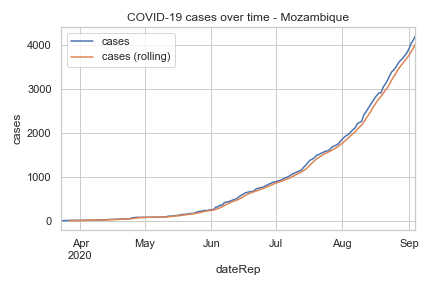 COVID-19 cases over time - Mozambique
cases
cases (rolling)
cases
4000
3000
2000
1000
0
Apr
2020
May
Jun
Jul
Aug
Sep
dateRep